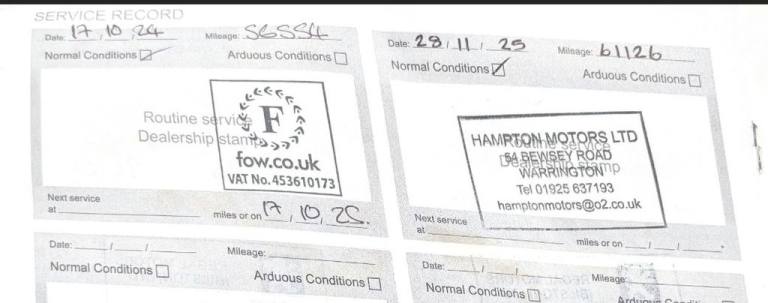 SERVICE RECORD
Date: 17, 10, 24 Mileage: 56554
Normal Conditions Arduous Conditions
Routine service
Dealership stamp
F
fow.co.uk
VAT No. 453610173
Next service
at miles or on 17, 10, 25.
Date: 28, 11, 25 Mileage: 61126
Normal Conditions Arduous Conditions
Routine service
Dealership stamp
HAMPTON MOTORS LTD
54 BEWSEY ROAD
WARRINGTON
Tel 01925 637193
hamptonmotors@o2.co.uk
Next service
at miles or on / /
Date: / / Mileage:
Normal Conditions Arduous Conditions
Date: / / Mileage:
Normal Conditions Arduous